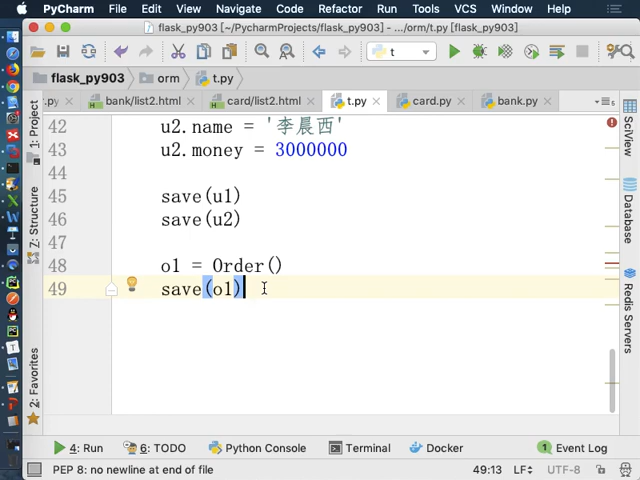 PyCharm File Edit View Navigate Code Refactor Run Tools VCS Window Help
flask_py903 [~/PycharmProjects/flask_py903] - .../orm/t.py [flask_py903]
t
flask_py903 orm t.py
.py bank/list2.html card/list2.html t.py card.py bank.py
1: Project
7: Structure
2: Favorites
42 u2.name = '李晨西'
43 u2.money = 3000000
44
45 save(u1)
46 save(u2)
47
48 o1 = Order()
49 save(o1)
SciView
Database
Redis Servers
4: Run 6: TODO Python Console Terminal Docker 1 Event Log
PEP 8: no newline at end of file 49:13 LF UTF-8